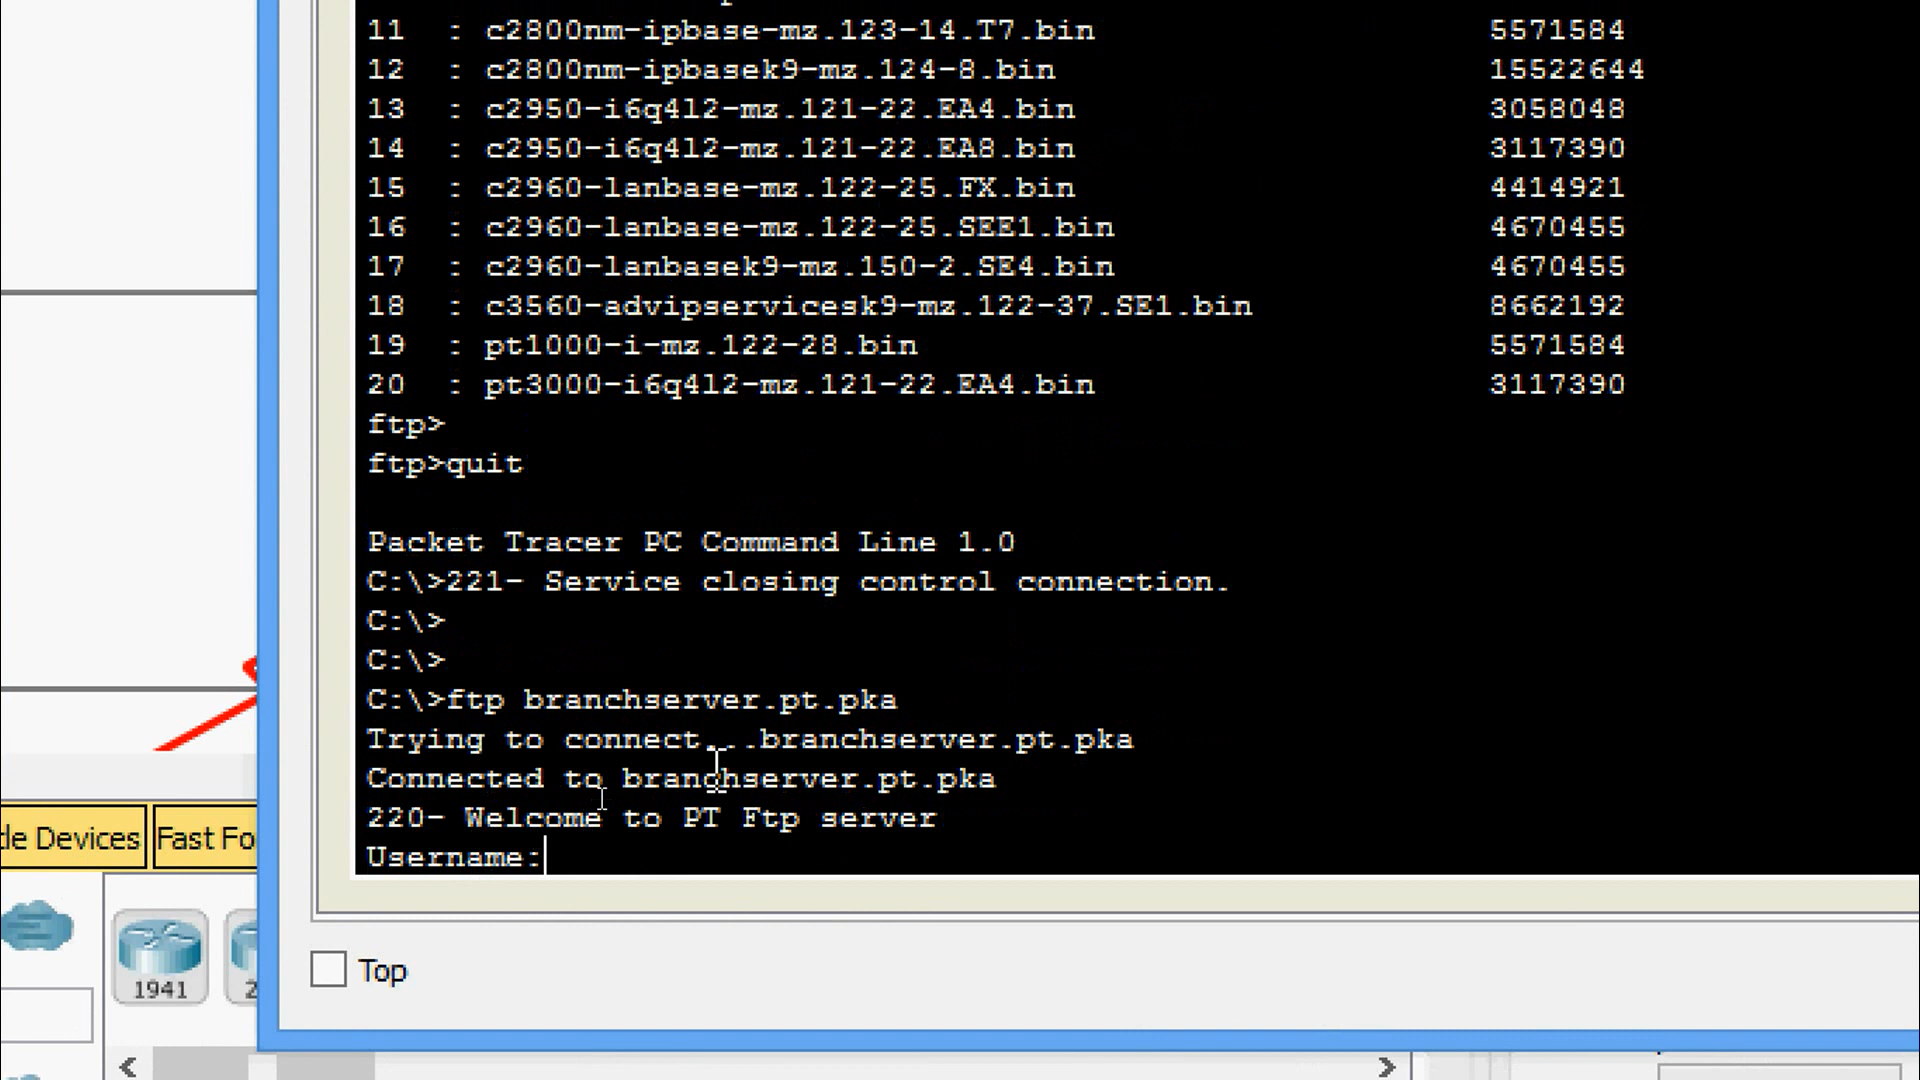 11 : c2800nm-ipbase-mz.123-14.T7.bin 5571584
12 : c2800nm-ipbasek9-mz.124-8.bin 15522644
13 : c2950-i6q4l2-mz.121-22.EA4.bin 3058048
14 : c2950-i6q4l2-mz.121-22.EA8.bin 3117390
15 : c2960-lanbase-mz.122-25.FX.bin 4414921
16 : c2960-lanbase-mz.122-25.SEE1.bin 4670455
17 : c2960-lanbasek9-mz.150-2.SE4.bin 4670455
18 : c3560-advipservicesk9-mz.122-37.SE1.bin 8662192
19 : pt1000-i-mz.122-28.bin 5571584
20 : pt3000-i6q4l2-mz.121-22.EA4.bin 3117390
ftp>
ftp>quit
Packet Tracer PC Command Line 1.0
C:\>221- Service closing control connection.
C:\>
C:\>
C:\>ftp branchserver.pt.pka
Trying to connect...branchserver.pt.pka
Connected to branchserver.pt.pka
220- Welcome to PT Ftp server
Username:
Devices
Fast Fo
1941
2
Top